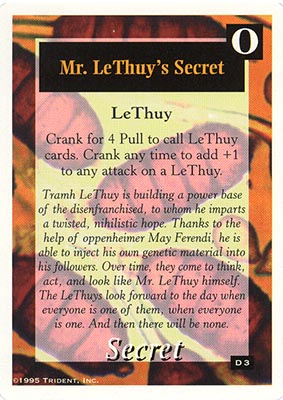 O
Mr. LeThuy's Secret
LeThuy
Crank for 4 Pull to call LeThuy
cards. Crank any time to add +1
to any attack on a LeThuy.
Tramh LeThuy is building a power base
of the disenfranchised, to whom he imparts
a twisted, nihilistic hope. Thanks to the
help of oppenheimer May Ferendi, he is
able to inject his own genetic material into
his followers. Over time, they come to think,
act, and look like Mr. LeThuy himself.
The LeThuys look forward to the day when
everyone is one of them, when everyone
is one. And then there will be none.
Secret
D 3
©1995 TRIDENT, INC.